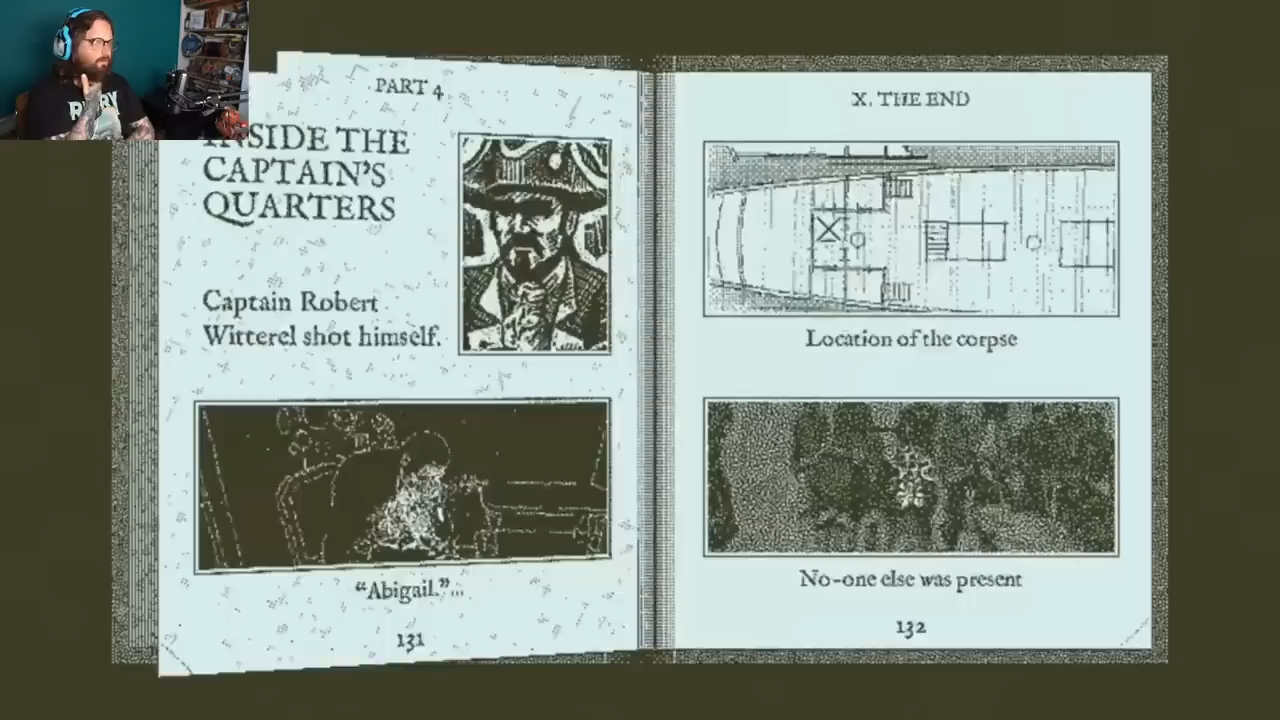 PART 4
INSIDE THE
CAPTAIN'S
QUARTERS
Captain Robert
Witterel shot himself.
"Abigail."...
131
X. THE END
Location of the corpse
No-one else was present
132